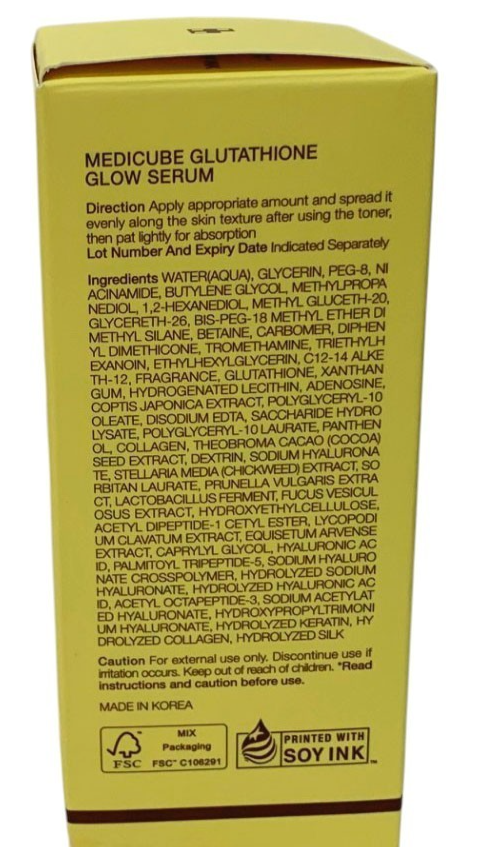 MEDICUBE GLUTATHIONE
GLOW SERUM
Direction Apply appropriate amount and spread it
evenly along the skin texture after using the toner,
then pat lightly for absorption
Lot Number And Expiry Date Indicated Separately
Ingredients WATER(AQUA), GLYCERIN, PEG-8, NI
ACINAMIDE, BUTYLENE GLYCOL, METHYLPROPA
NEDIOL, 1,2-HEXANEDIOL, METHYL GLUCETH-20,
GLYCERETH-26, BIS-PEG-18 METHYL ETHER DI
METHYL SILANE, BETAINE, CARBOMER, DIPHEN
YL DIMETHICONE, TROMETHAMINE, TRIETHYLH
EXANOIN, ETHYLHEXYLGLYCERIN, C12-14 ALKE
TH-12, FRAGRANCE, GLUTATHIONE, XANTHAN
GUM, HYDROGENATED LECITHIN, ADENOSINE,
COPTIS JAPONICA EXTRACT, POLYGLYCERYL-10
OLEATE, DISODIUM EDTA, SACCHARIDE HYDRO
LYSATE, POLYGLYCERYL-10 LAURATE, PANTHEN
OL, COLLAGEN, THEOBROMA CACAO (COCOA)
SEED EXTRACT, DEXTRIN, SODIUM HYALURONA
TE, STELLARIA MEDIA (CHICKWEED) EXTRACT, SO
RBITAN LAURATE, PRUNELLA VULGARIS EXTRA
CT, LACTOBACILLUS FERMENT, FUCUS VESICUL
OSUS EXTRACT, HYDROXYETHYLCELLULOSE,
ACETYL DIPEPTIDE-1 CETYL ESTER, LYCOPODI
UM CLAVATUM EXTRACT, EQUISETUM ARVENSE
EXTRACT, CAPRYLYL GLYCOL, HYALURONIC AC
ID, PALMITOYL TRIPEPTIDE-5, SODIUM HYALURO
NATE CROSSPOLYMER, HYDROLYZED SODIUM
HYALURONATE, HYDROLYZED HYALURONIC AC
ID, ACETYL OCTAPEPTIDE-3, SODIUM ACETYLAT
ED HYALURONATE, HYDROXYPROPYLTRIMONI
UM HYALURONATE, HYDROLYZED KERATIN, HY
DROLYZED COLLAGEN, HYDROLYZED SILK
Caution For external use only. Discontinue use if
irritation occurs. Keep out of reach of children. *Read
instructions and caution before use.
MADE IN KOREA
FSC™
MIX
Packaging
FSC™ C106291
PRINTED WITH
SOY INK™